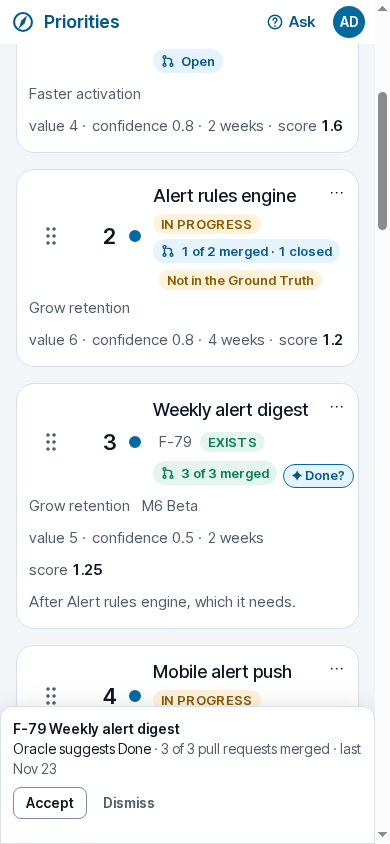 Priorities
Ask
AD
Open
Faster activation
value 4 · confidence 0.8 · 2 weeks · score 1.6
Alert rules engine
...
2
IN PROGRESS
1 of 2 merged · 1 closed
Not in the Ground Truth
Grow retention
value 6 · confidence 0.8 · 4 weeks · score 1.2
Weekly alert digest
...
3
F-79 EXISTS
3 of 3 merged
Done?
Grow retention M6 Beta
value 5 · confidence 0.5 · 2 weeks
score 1.25
After Alert rules engine, which it needs.
Mobile alert push
...
4
IN PROGRESS
F-79 Weekly alert digest
Oracle suggests Done · 3 of 3 pull requests merged · last
Nov 23
Accept
Dismiss